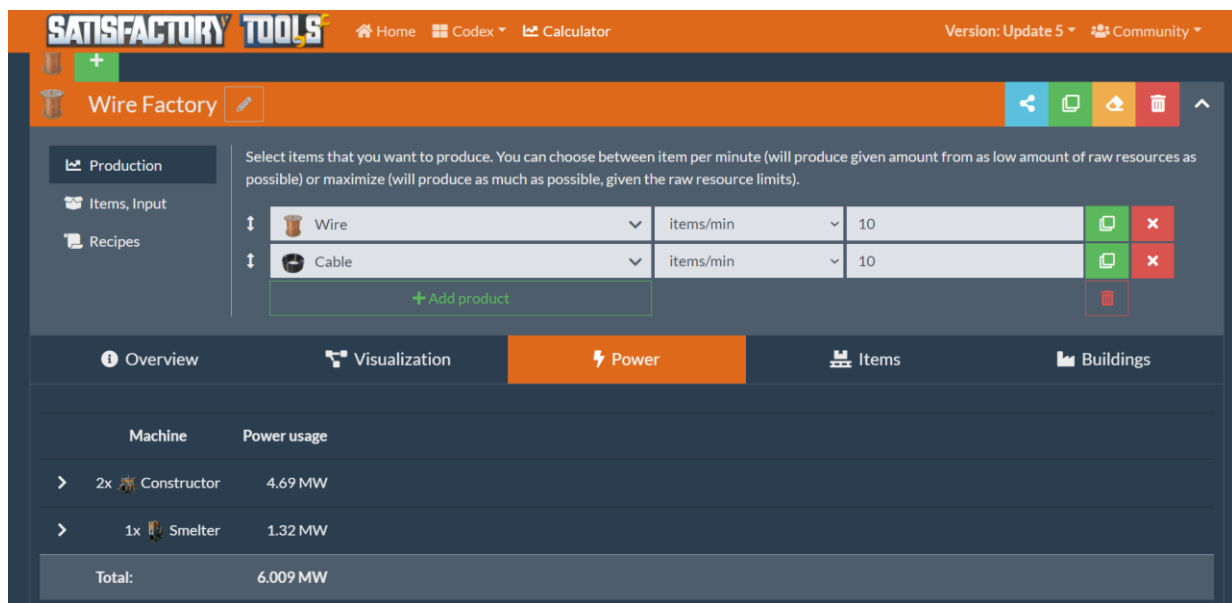 SATISFACTORY TOOLS Home Codex Calculator Version: Update 5 Community
+
Wire Factory
Production
Items, Input
Recipes
Select items that you want to produce. You can choose between item per minute (will produce given amount from as low amount of raw resources as
possible) or maximize (will produce as much as possible, given the raw resource limits).
Wire items/min 10
Cable items/min 10
+ Add product
Overview Visualization Power Items Buildings
Machine Power usage
2x Constructor 4.69 MW
1x Smelter 1.32 MW
Total: 6.009 MW